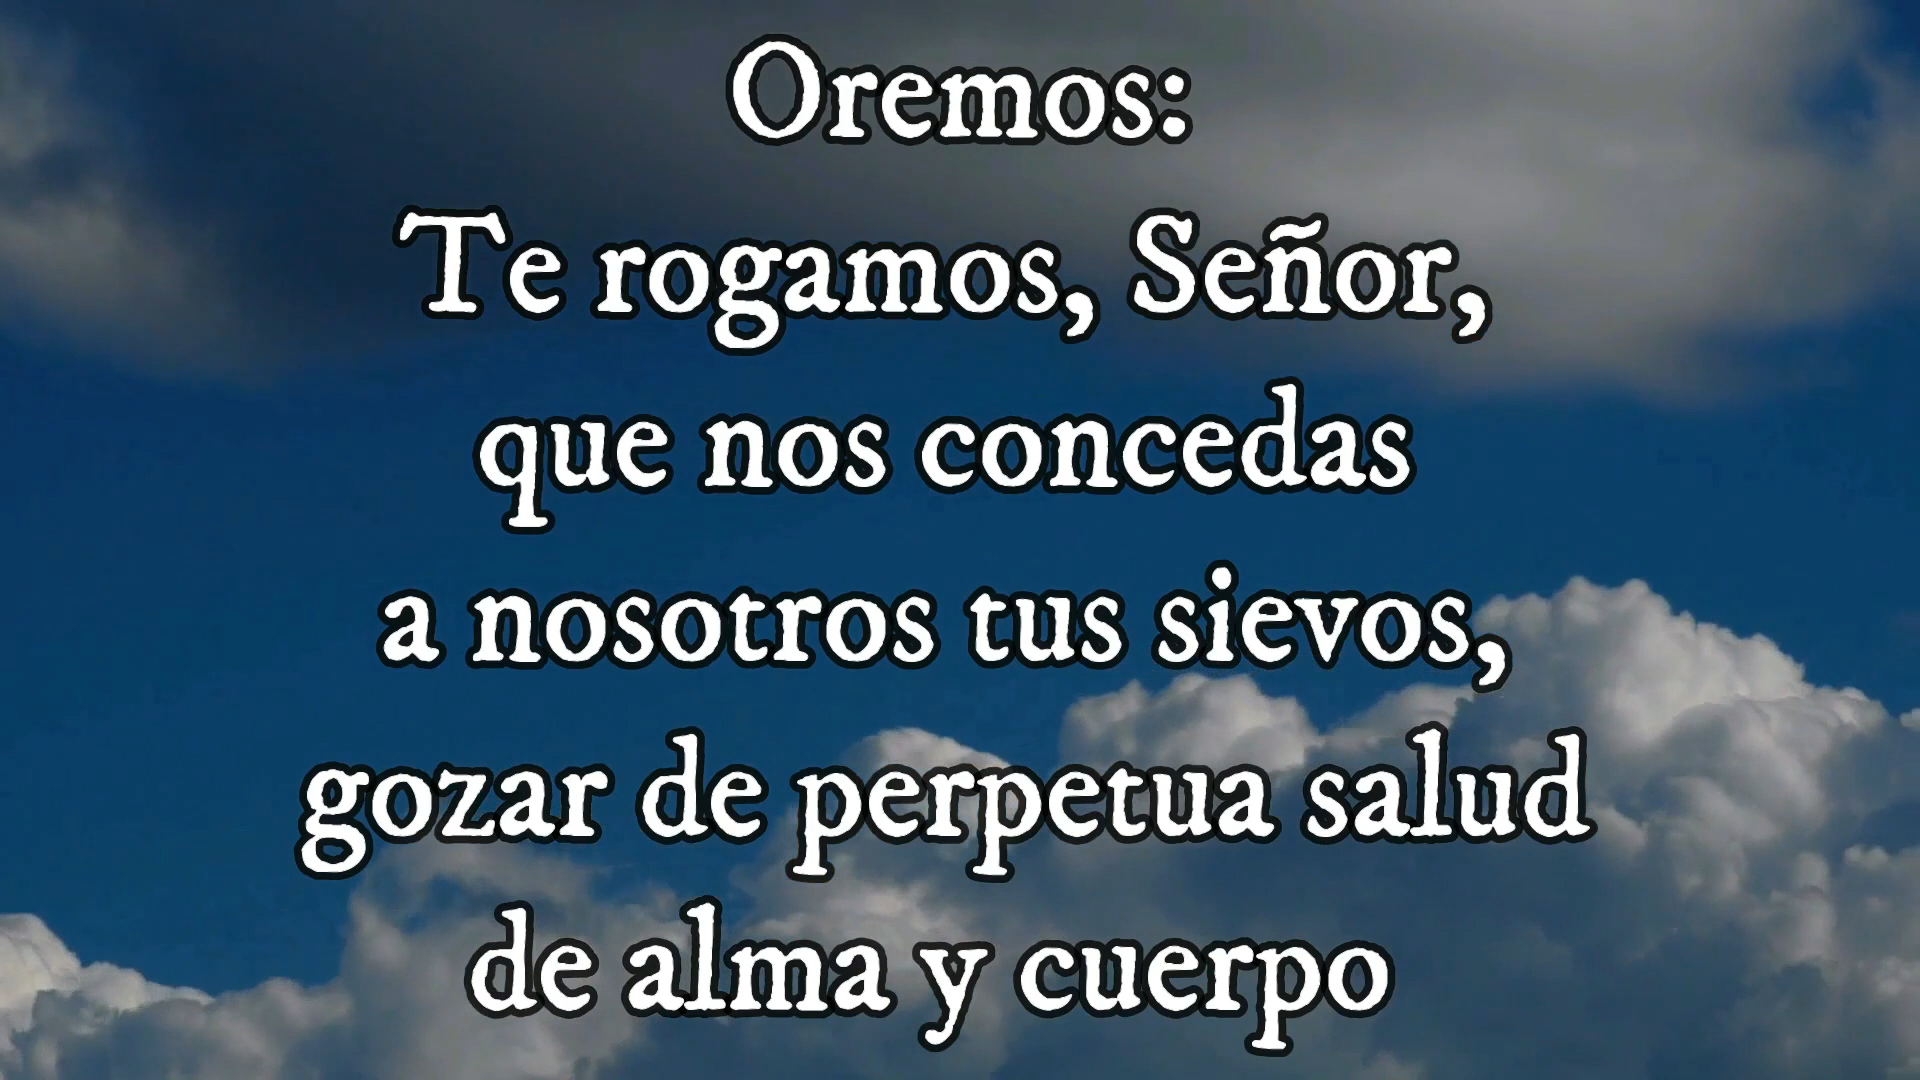 Oremos:
Te rogamos, Señor,
que nos concedas
a nosotros tus sievos,
gozar de perpetua salud
de alma y cuerpo